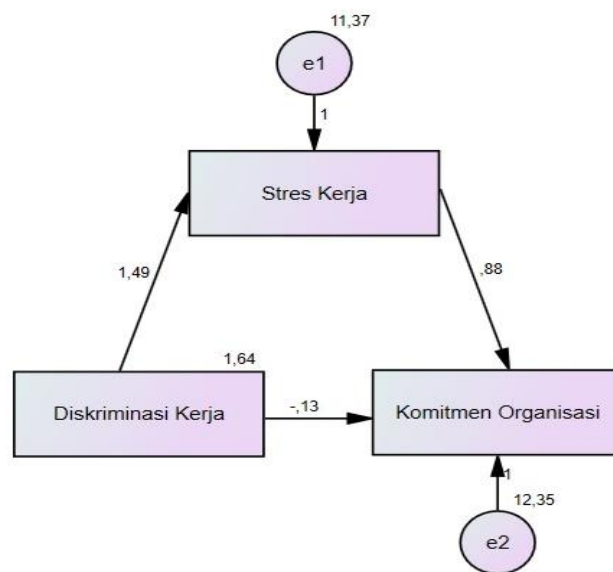 11,37
e1
1
Stres Kerja
1,49
,88
1,64
Diskriminasi Kerja
-,13
Komitmen Organisasi
1
12,35
e2